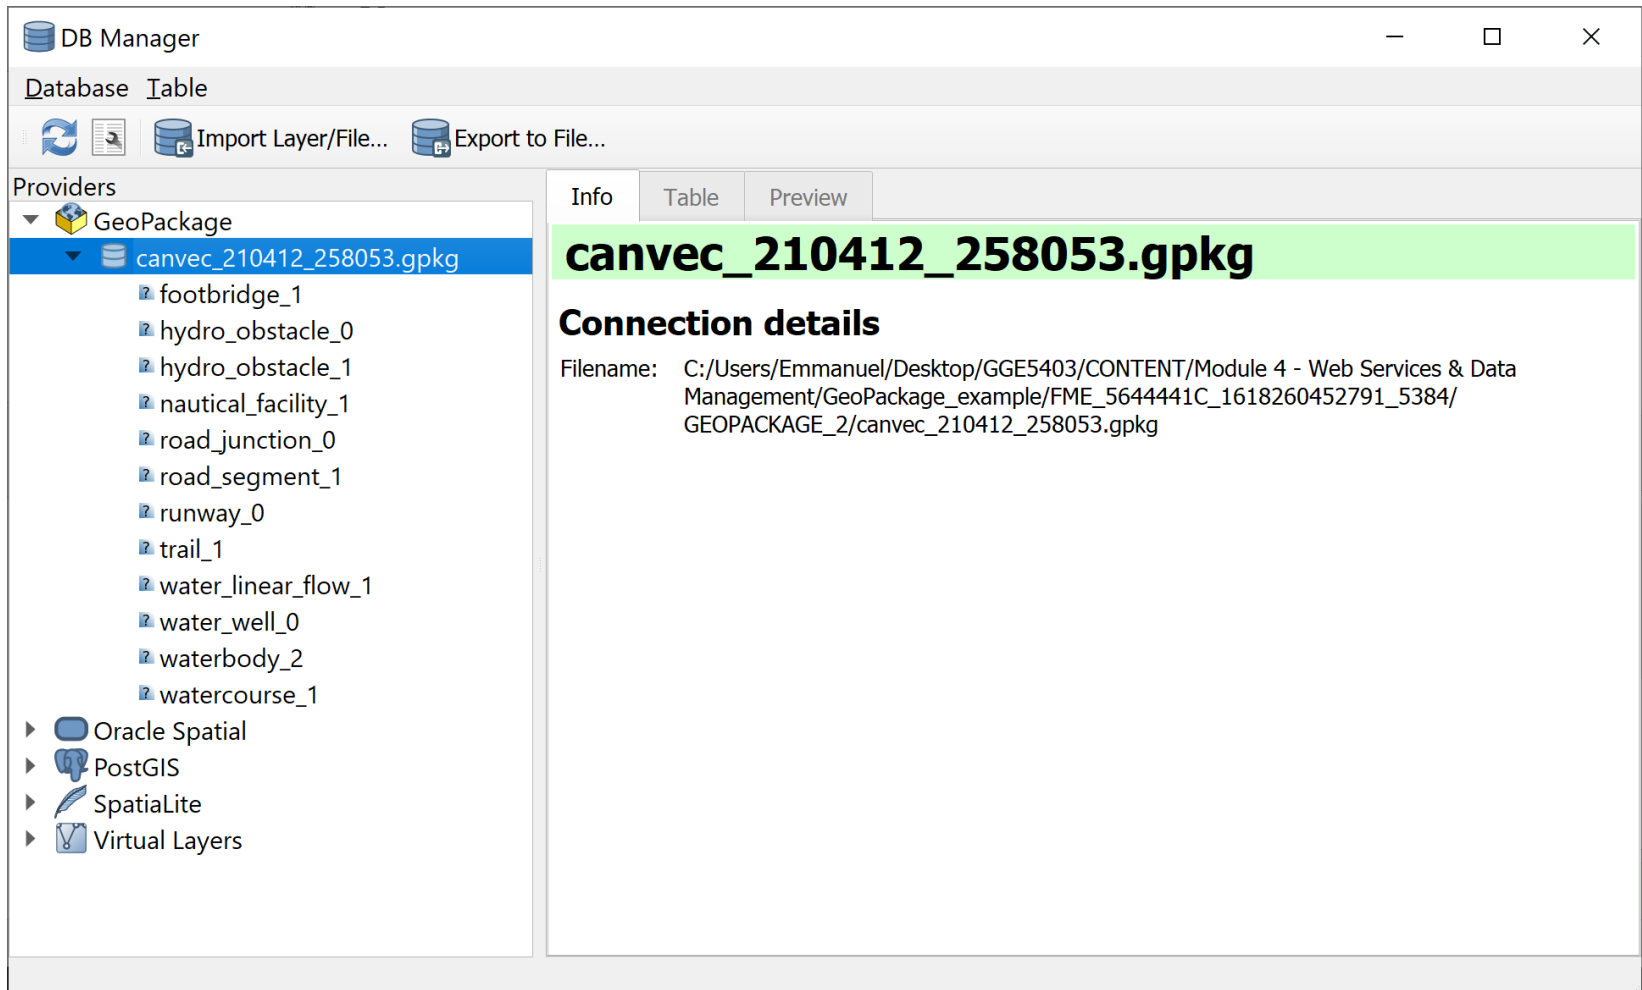 DB Manager
Database Table
Import Layer/File... Export to File...
Providers
GeoPackage
canvec_210412_258053.gpkg
footbridge_1
hydro_obstacle_0
hydro_obstacle_1
nautical_facility_1
road_junction_0
road_segment_1
runway_0
trail_1
water_linear_flow_1
water_well_0
waterbody_2
watercourse_1
Oracle Spatial
PostGIS
SpatiaLite
Virtual Layers
Info Table Preview
canvec_210412_258053.gpkg
Connection details
Filename: C:/Users/Emmanuel/Desktop/GGE5403/CONTENT/Module 4 - Web Services & Data
Management/GeoPackage_example/FME_5644441C_1618260452791_5384/
GEOPACKAGE_2/canvec_210412_258053.gpkg